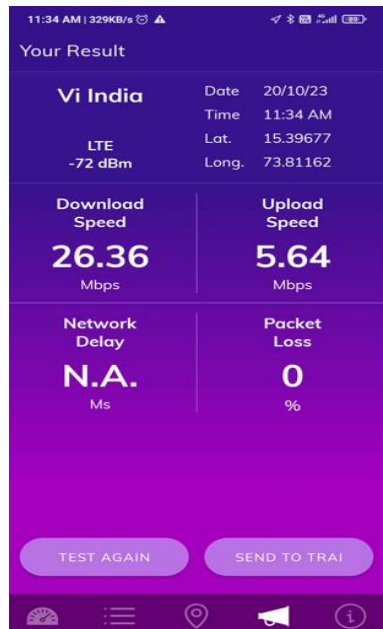 11:34 AM | 329KB/s
89
Your Result
Vi India
LTE
-72 dBm
Date 20/10/23
Time 11:34 AM
Lat. 15.39677
Long. 73.81162
Download
Speed
26.36
Mbps
Upload
Speed
5.64
Mbps
Network
Delay
N.A.
Ms
Packet
Loss
0
%
TEST AGAIN
SEND TO TRAI